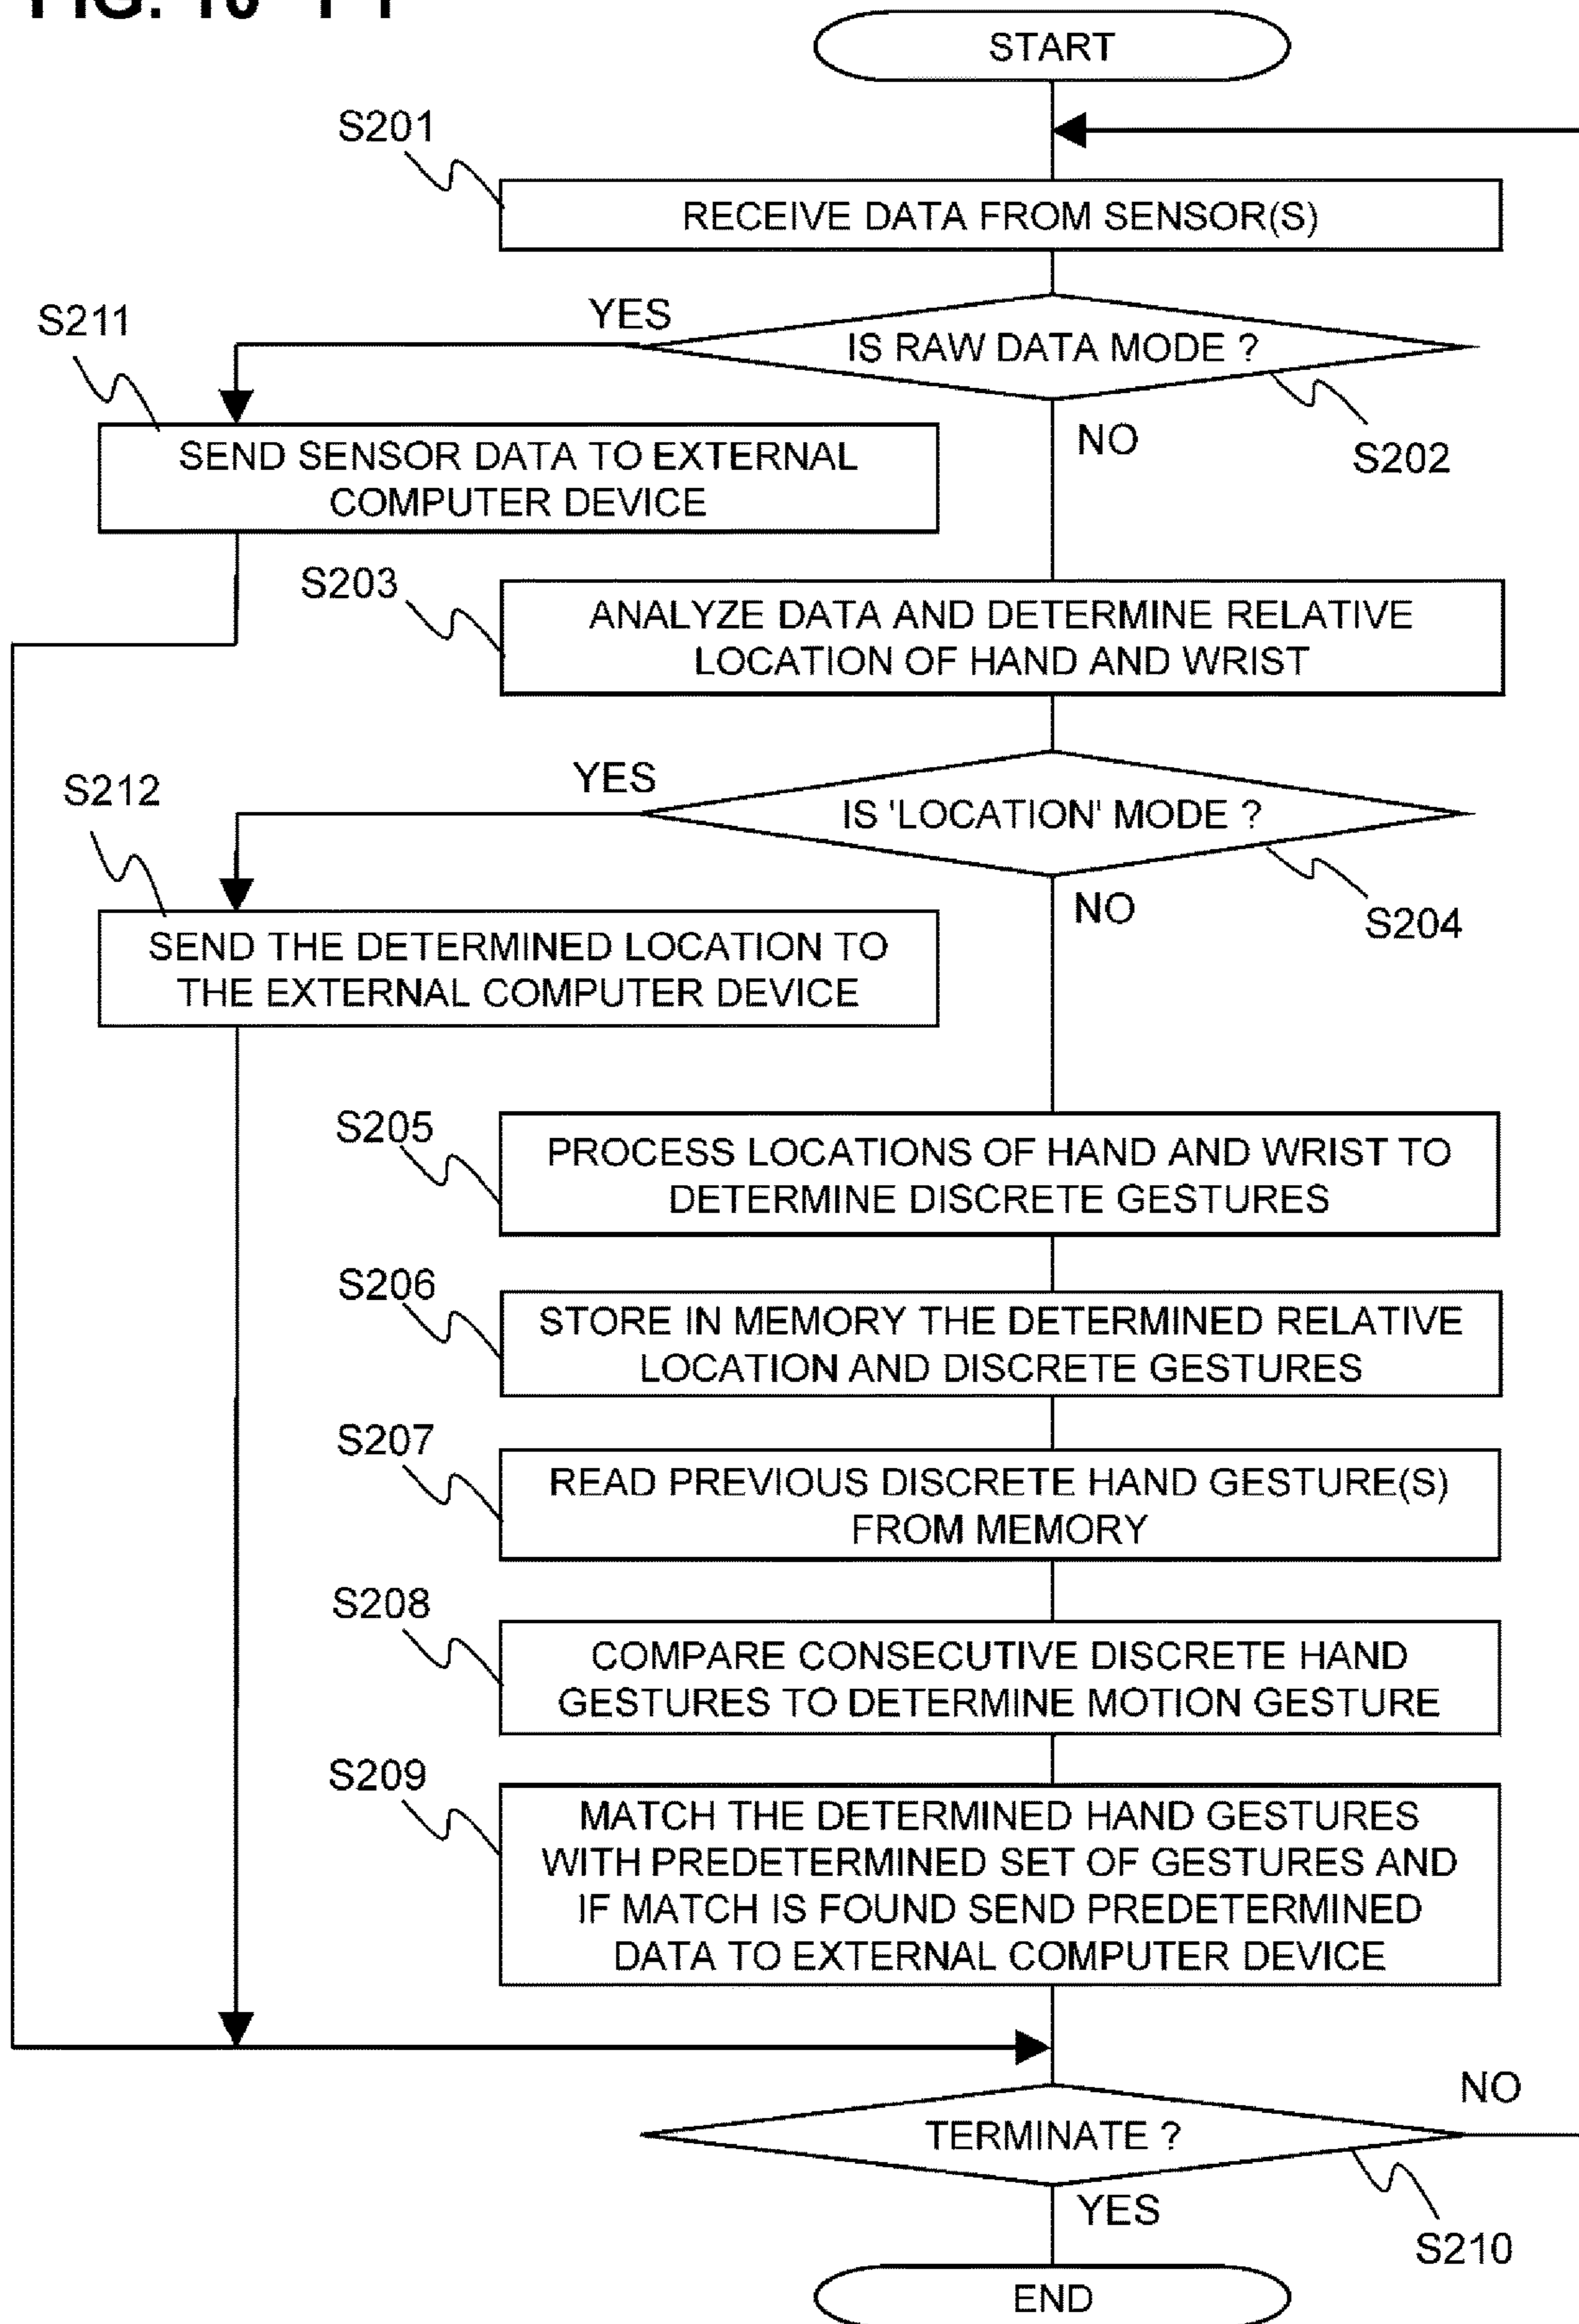 START
S201
RECEIVE DATA FROM SENSOR(S)
YES
S211
IS RAW DATA MODE ?
NO
S202
SEND SENSOR DATA TO EXTERNAL
COMPUTER DEVICE
S203
ANALYZE DATA AND DETERMINE RELATIVE
LOCATION OF HAND AND WRIST
YES
S212
IS 'LOCATION' MODE ?
NO
S204
SEND THE DETERMINED LOCATION TO
THE EXTERNAL COMPUTER DEVICE
S205
PROCESS LOCATIONS OF HAND AND WRIST TO
DETERMINE DISCRETE GESTURES
S206
STORE IN MEMORY THE DETERMINED RELATIVE
LOCATION AND DISCRETE GESTURES
S207
READ PREVIOUS DISCRETE HAND GESTURE(S)
FROM MEMORY
S208
COMPARE CONSECUTIVE DISCRETE HAND
GESTURES TO DETERMINE MOTION GESTURE
S209
MATCH THE DETERMINED HAND GESTURES
WITH PREDETERMINED SET OF GESTURES AND
IF MATCH IS FOUND SEND PREDETERMINED
DATA TO EXTERNAL COMPUTER DEVICE
NO
TERMINATE ?
YES
S210
END